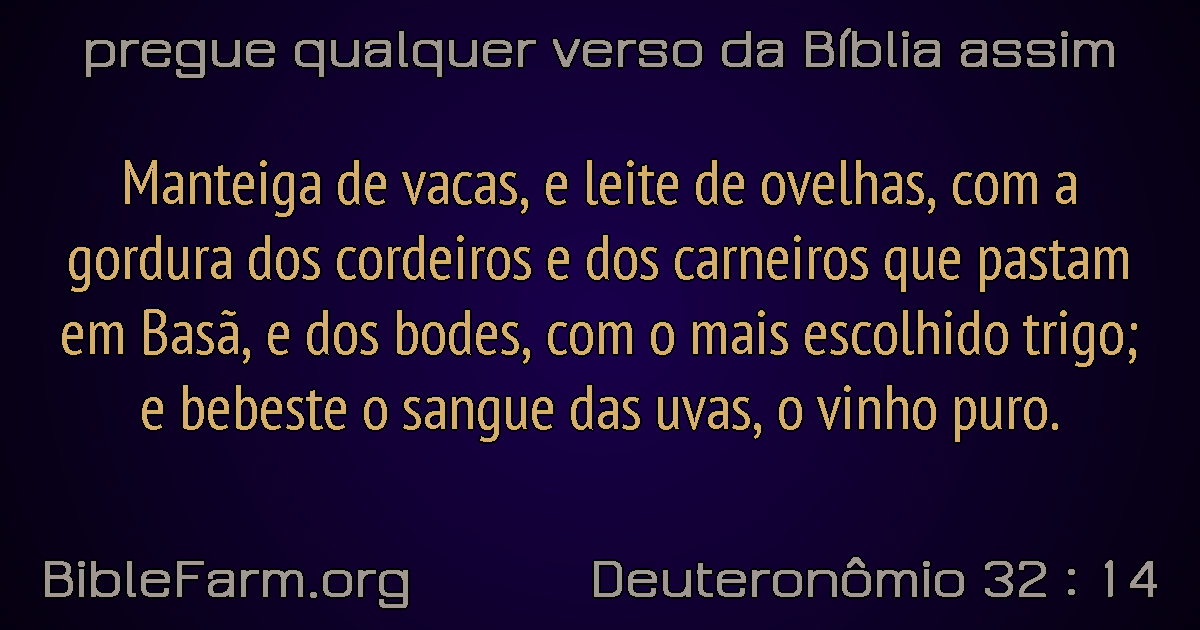 pregue qualquer verso da Bíblia assim
Manteiga de vacas, e leite de ovelhas, com a
gordura dos cordeiros e dos carneiros que pastam
em Basã, e dos bodes, com o mais escolhido trigo;
e bebeste o sangue das uvas, o vinho puro.
BibleFarm.org
Deuteronômio 32 : 14